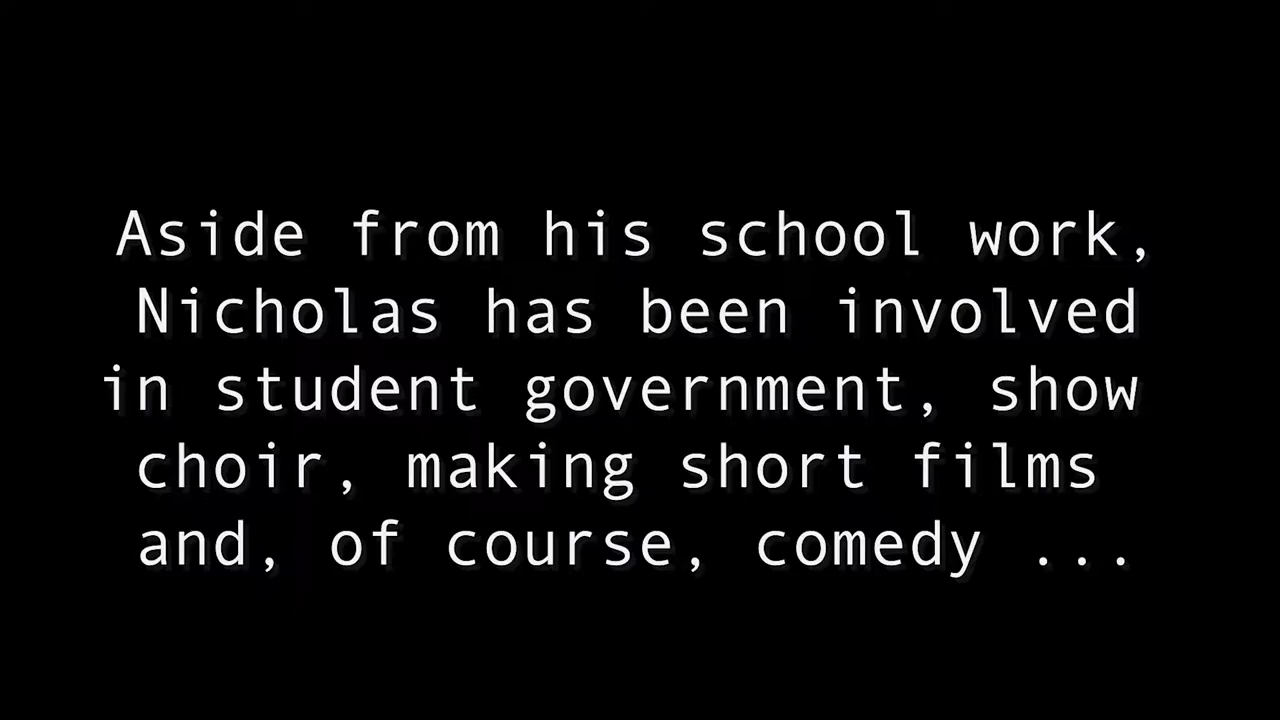 Aside from his school work,
Nicholas has been involved
in student government, show
choir, making short films
and, of course, comedy ...